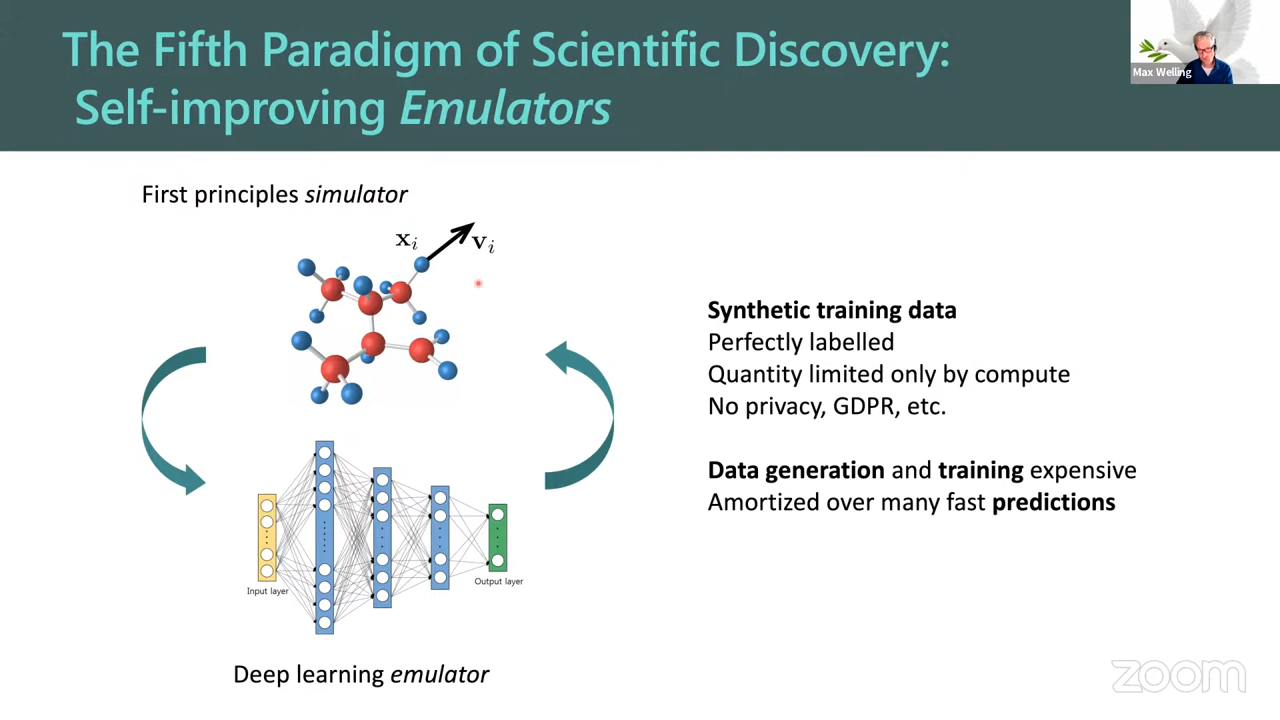 The Fifth Paradigm of Scientific Discovery:
Self-improving Emulators
Max Welling
First principles simulator
x_i
v_i
Synthetic training data
Perfectly labelled
Quantity limited only by compute
No privacy, GDPR, etc.
Data generation and training expensive
Amortized over many fast predictions
Input layer
Output layer
Deep learning emulator
zoom